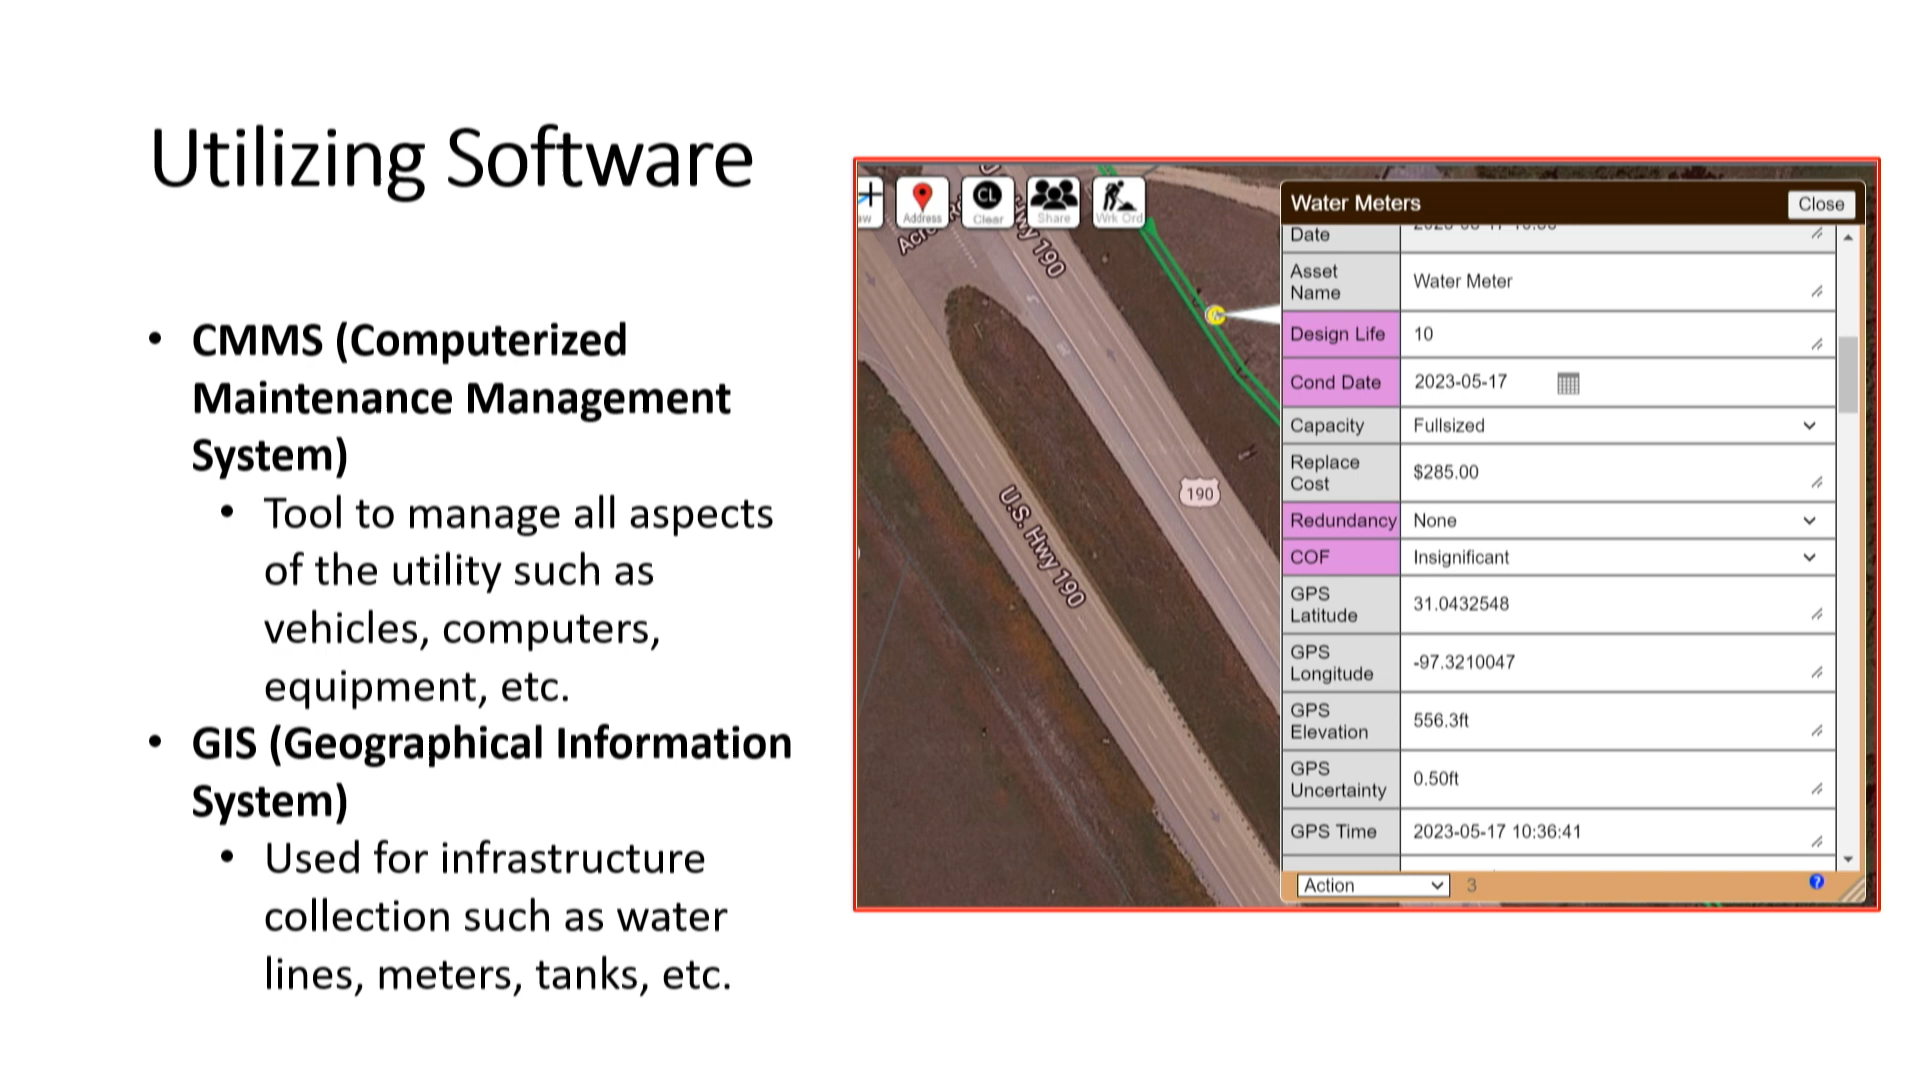 Utilizing Software
• CMMS (Computerized
Maintenance Management
System)
• Tool to manage all aspects
of the utility such as
vehicles, computers,
equipment, etc.
• GIS (Geographical Information
System)
• Used for infrastructure
collection such as water
lines, meters, tanks, etc.
Address
Clear
CL
Share
Wrk Ord
Hwy 190
190
U.S. Hwy 190
Water Meters
Close
Date
Asset
Name
Water Meter
Design Life
10
Cond Date
2023-05-17
Capacity
Fullsized
Replace
Cost
$285.00
Redundancy
None
COF
Insignificant
GPS
Latitude
31.0432548
GPS
Longitude
-97.3210047
GPS
Elevation
556.3ft
GPS
Uncertainty
0.50ft
GPS Time
2023-05-17 10:36:41
Action
3
?